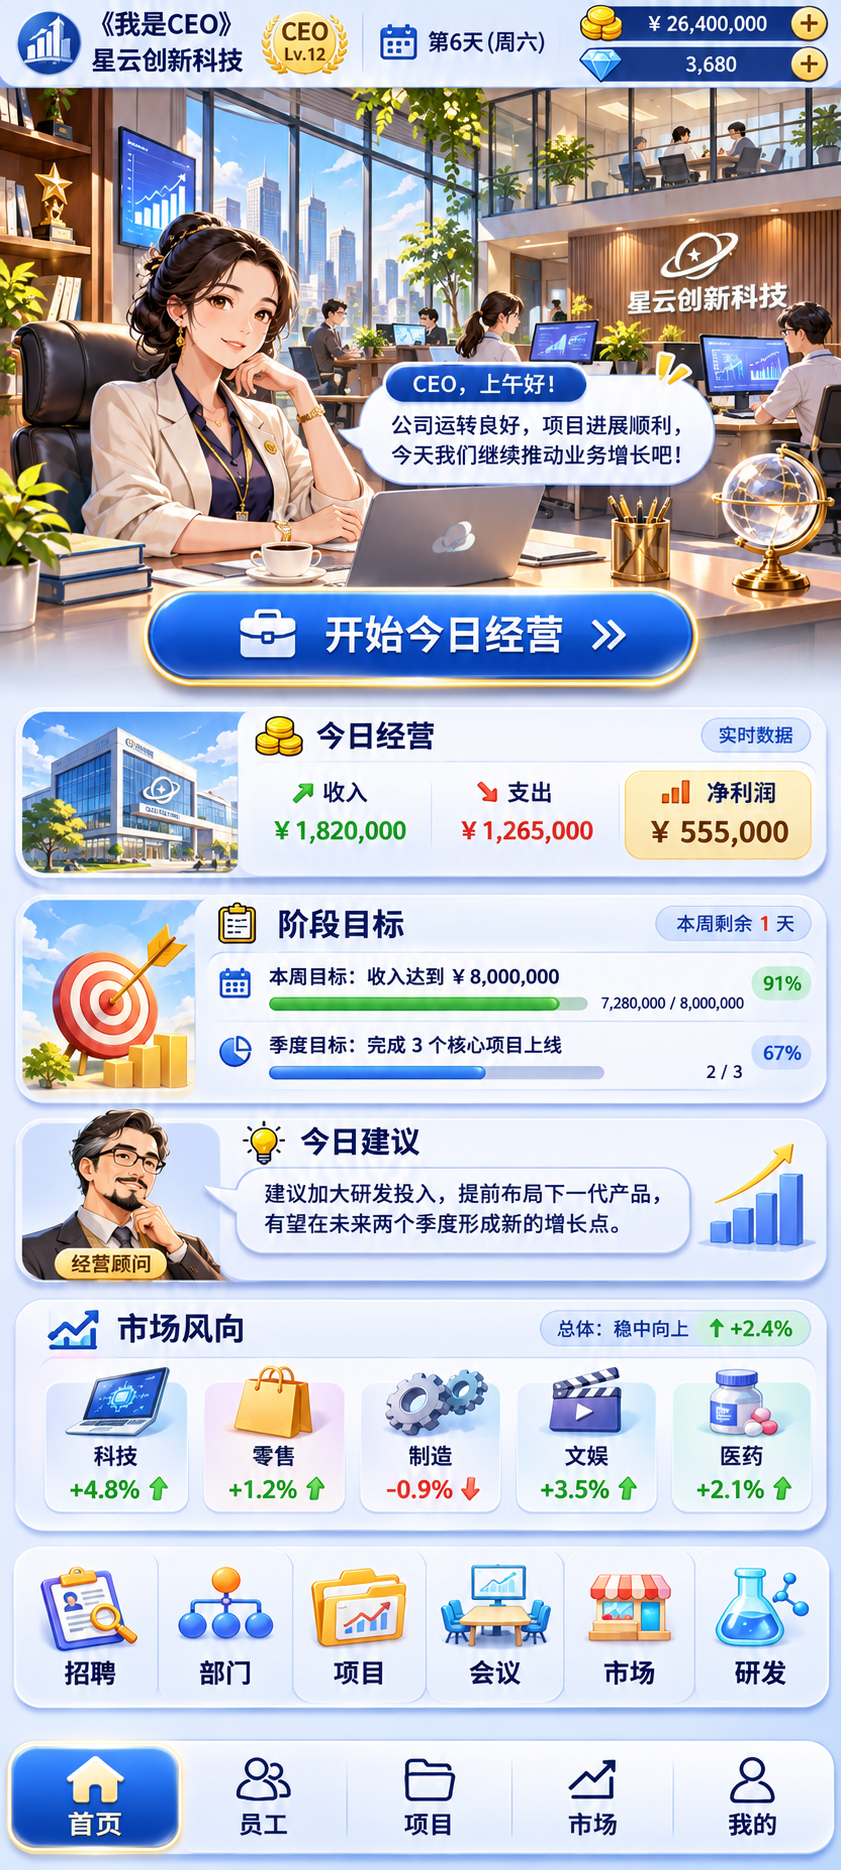 《我是CEO》
星云创新科技
CEO
Lv.12
第6天(周六)
¥ 26,400,000
3,680
星云创新科技
CEO，上午好！
公司运转良好，项目进展顺利，
今天我们继续推动业务增长吧！
开始今日经营
今日经营
实时数据
收入
支出
净利润
¥ 1,820,000
¥ 1,265,000
¥ 555,000
阶段目标
本周剩余 1 天
本周目标：收入达到 ¥ 8,000,000
7,280,000 / 8,000,000
91%
季度目标：完成 3 个核心项目上线
2 / 3
67%
今日建议
建议加大研发投入，提前布局下一代产品，
有望在未来两个季度形成新的增长点。
经营顾问
市场风向
总体：稳中向上 +2.4%
科技
+4.8%
零售
+1.2%
制造
-0.9%
文娱
+3.5%
医药
+2.1%
招聘
部门
项目
会议
市场
研发
首页
员工
项目
市场
我的